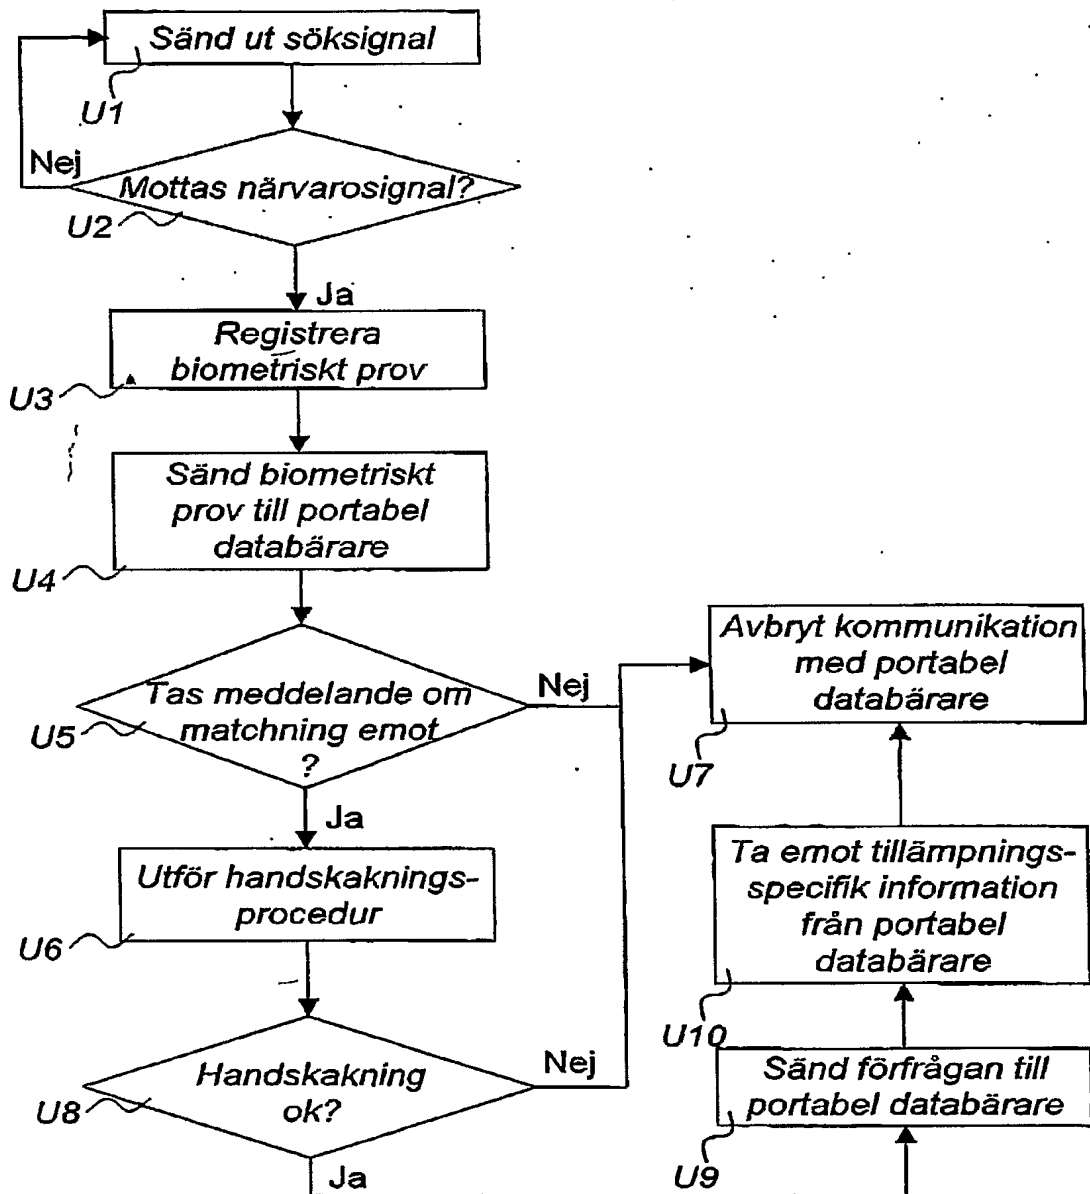 Sänd ut söksignal
U1
Nej
Mottas närvarosignal?
U2
Ja
Registrera
biometriskt prov
U3
Sänd biometriskt
prov till portabel
databärare
U4
Tas meddelande om
matchning emot
?
Nej
U5
Ja
Utför handskaknings-
procedur
U6
Handskakning
ok?
Nej
U8
Ja
Avbryt kommunikation
med portabel
databärare
U7
Ta emot tillämpnings-
specifik information
från portabel
databärare
U10
Sänd förfrågan till
portabel databärare
U9